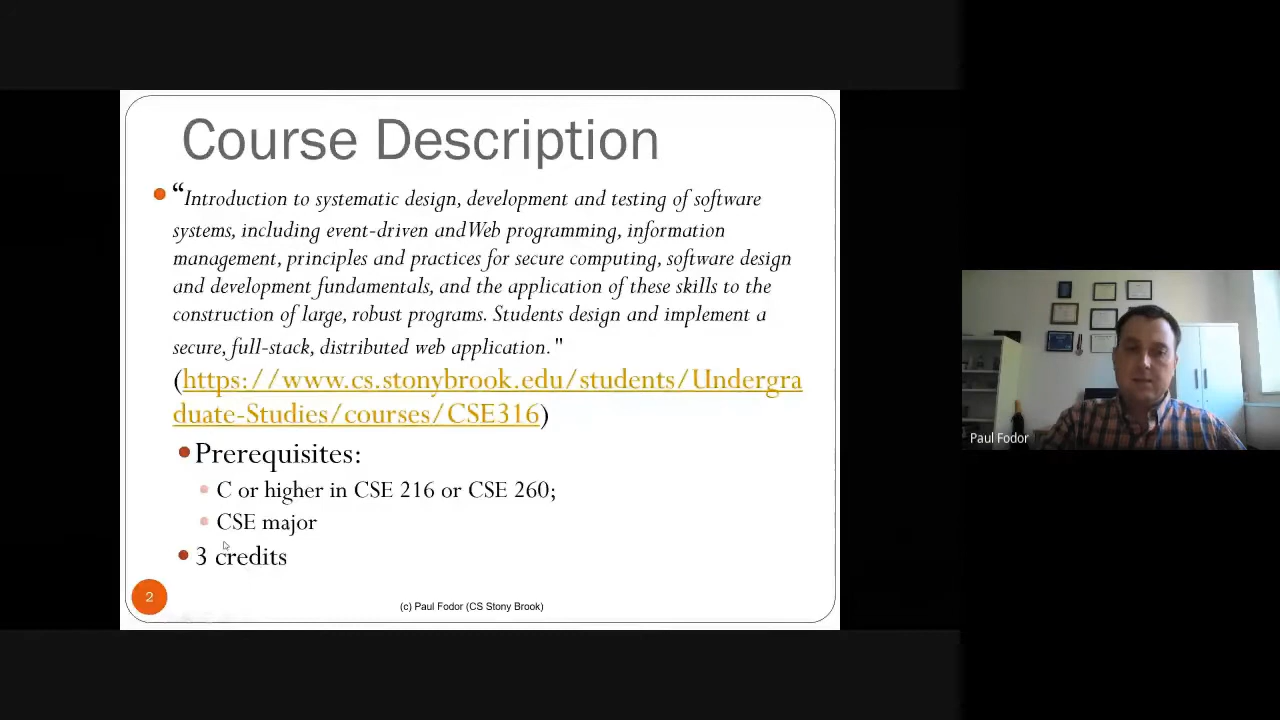 Course Description
“Introduction to systematic design, development and testing of software
systems, including event-driven and Web programming, information
management, principles and practices for secure computing, software design
and development fundamentals, and the application of these skills to the
construction of large, robust programs. Students design and implement a
secure, full-stack, distributed web application."
(https://www.cs.stonybrook.edu/students/Undergra
duate-Studies/courses/CSE316)
Prerequisites:
C or higher in CSE 216 or CSE 260;
CSE major
3 credits
2
(c) Paul Fodor (CS Stony Brook)
Paul Fodor